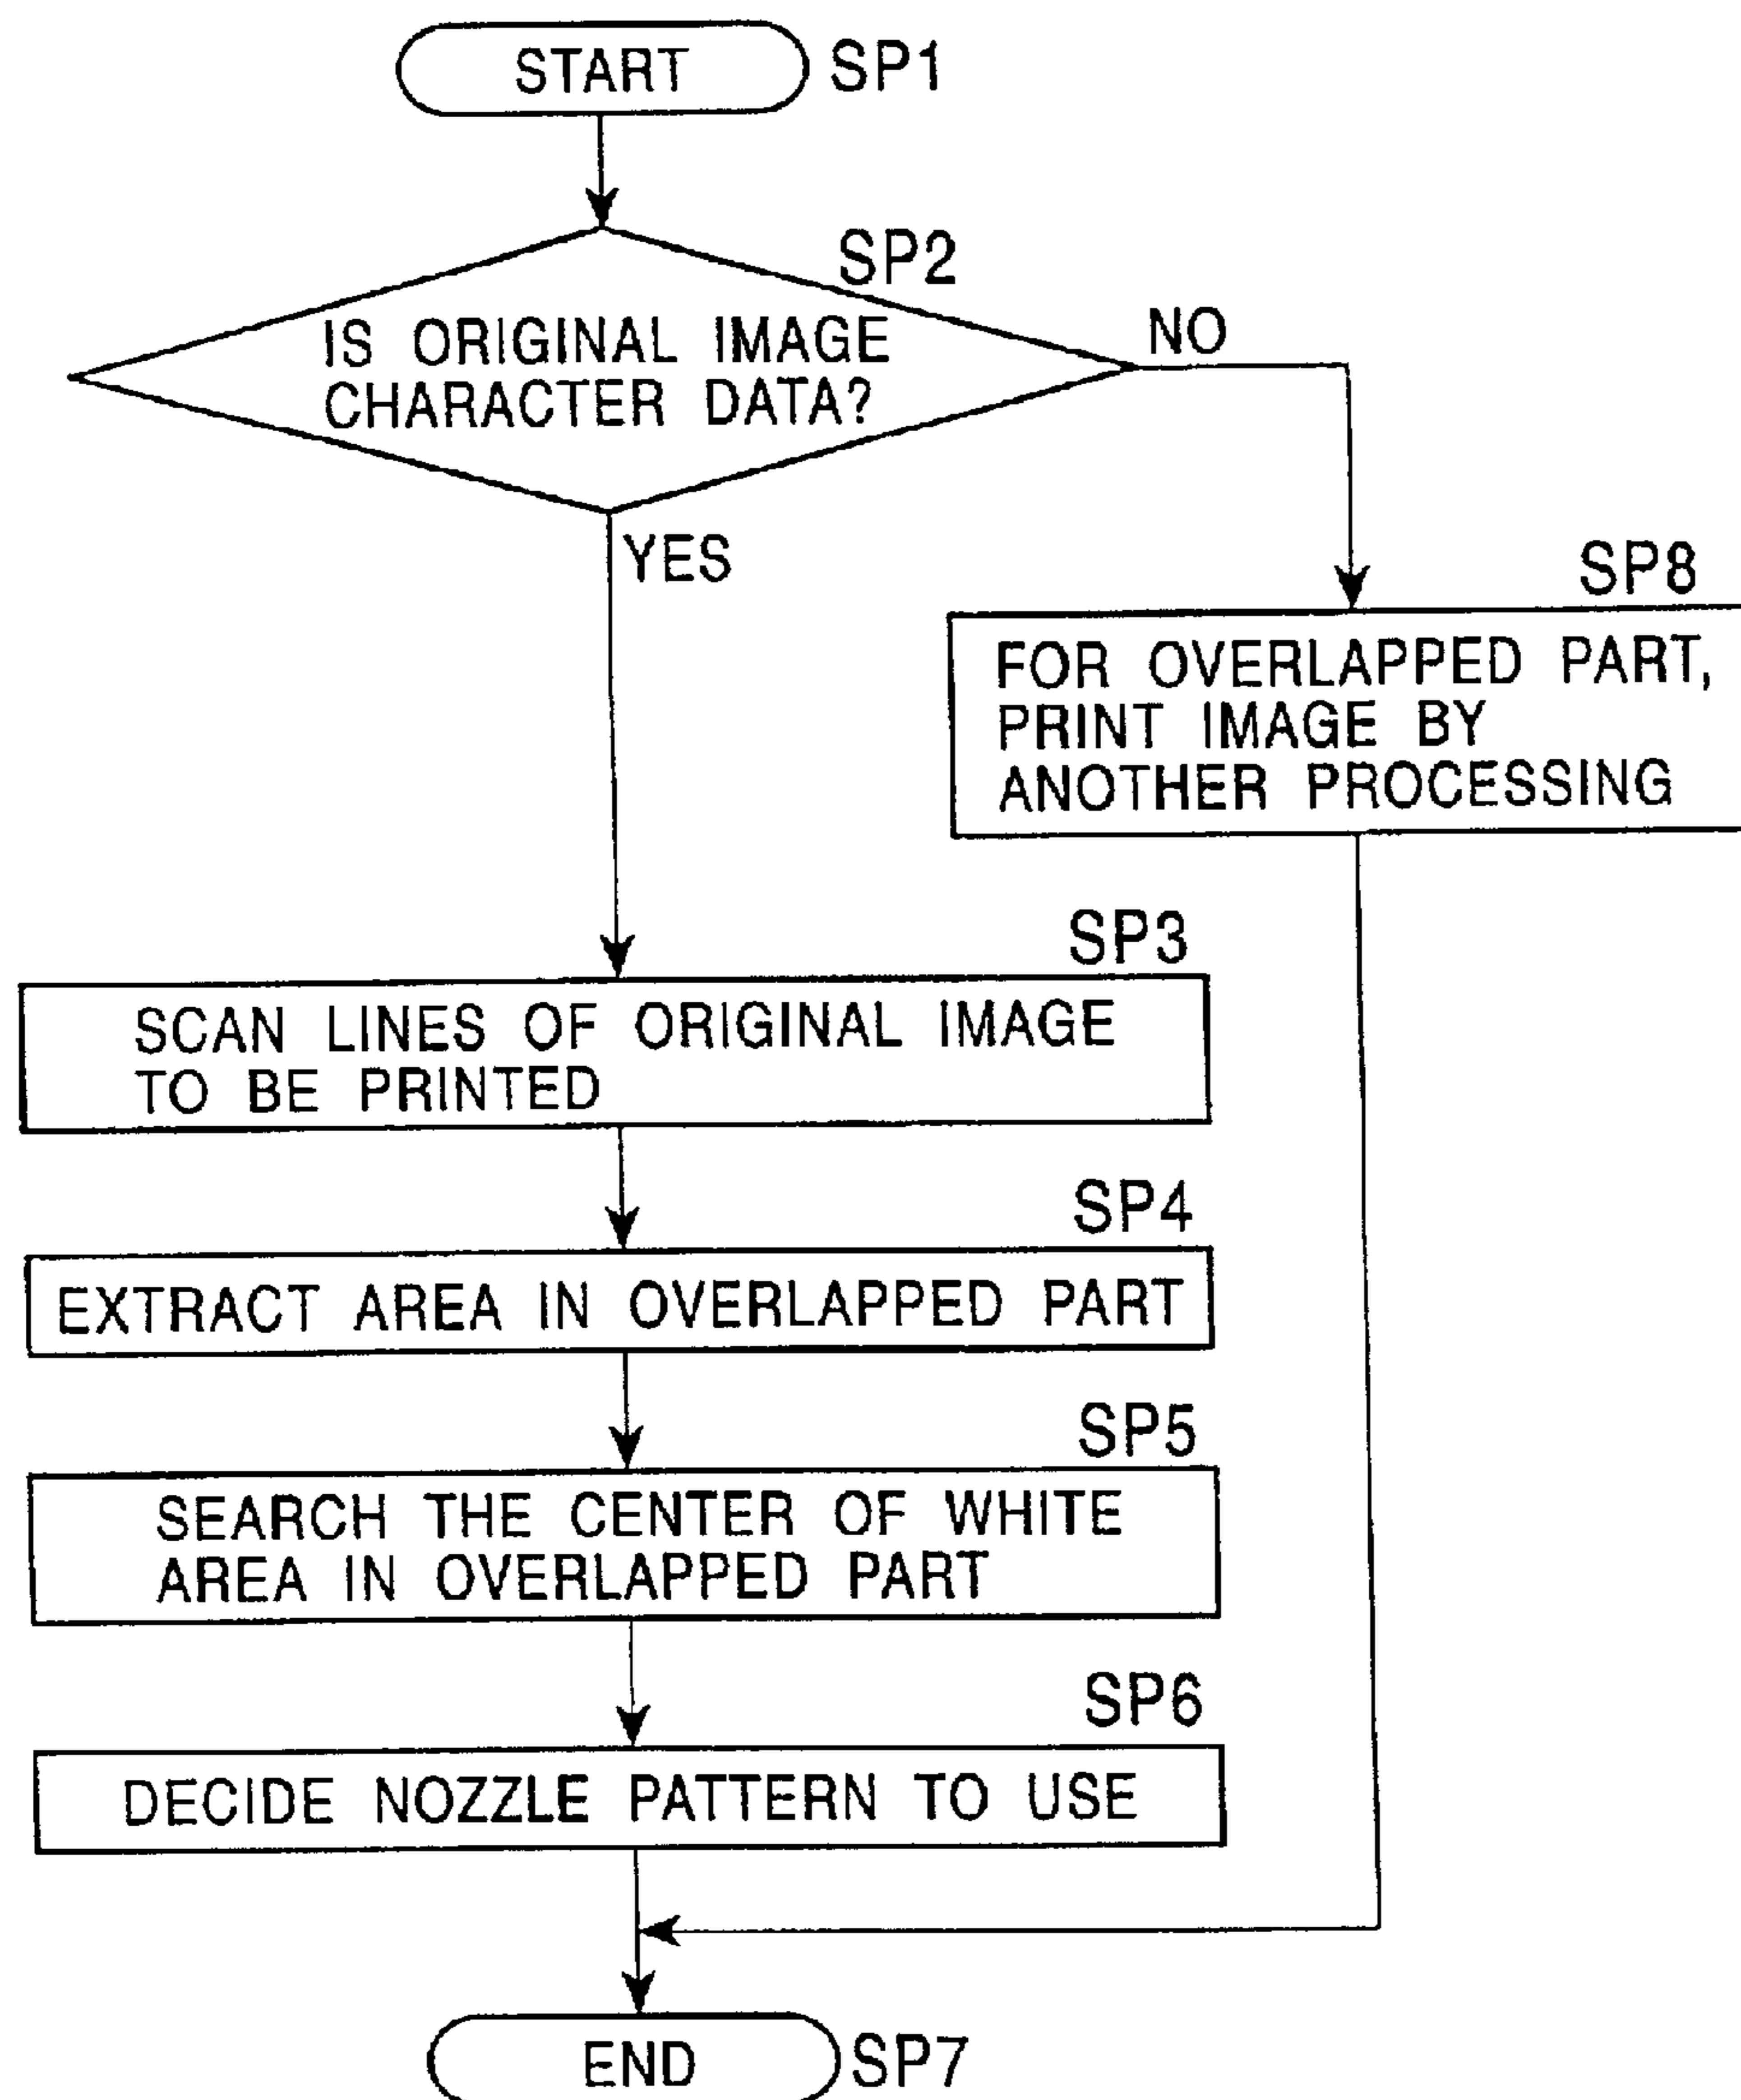 START
SP1
SP2
IS ORIGINAL IMAGE
CHARACTER DATA?
NO
YES
SP8
FOR OVERLAPPED PART,
PRINT IMAGE BY
ANOTHER PROCESSING
SP3
SCAN LINES OF ORIGINAL IMAGE
TO BE PRINTED
SP4
EXTRACT AREA IN OVERLAPPED PART
SP5
SEARCH THE CENTER OF WHITE
AREA IN OVERLAPPED PART
SP6
DECIDE NOZZLE PATTERN TO USE
END
SP7